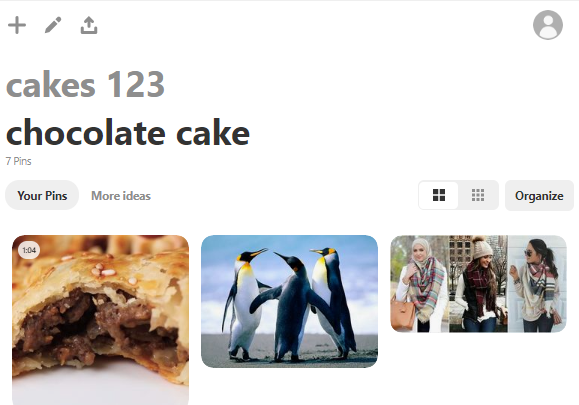 cakes 123
chocolate cake
7 Pins
Your Pins More ideas Organize
1:04